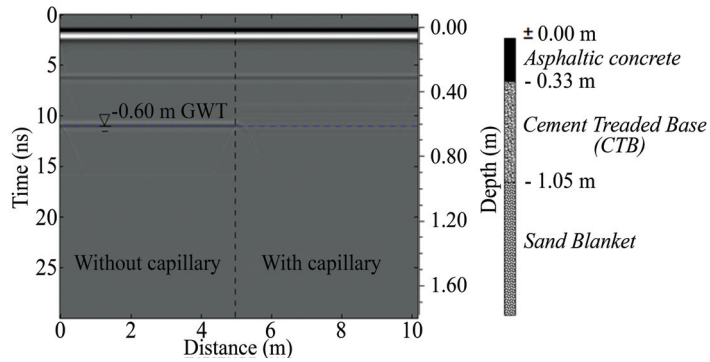 0
5
10
15
20
25
Time (ns)
-0.60 m GWT
Without capillary
With capillary
0
2
4
6
8
10
Distance (m)
0.00
0.40
0.80
1.20
1.60
Depth (m)
± 0.00 m
Asphaltic concrete
- 0.33 m
Cement Treaded Base
(CTB)
- 1.05 m
Sand Blanket